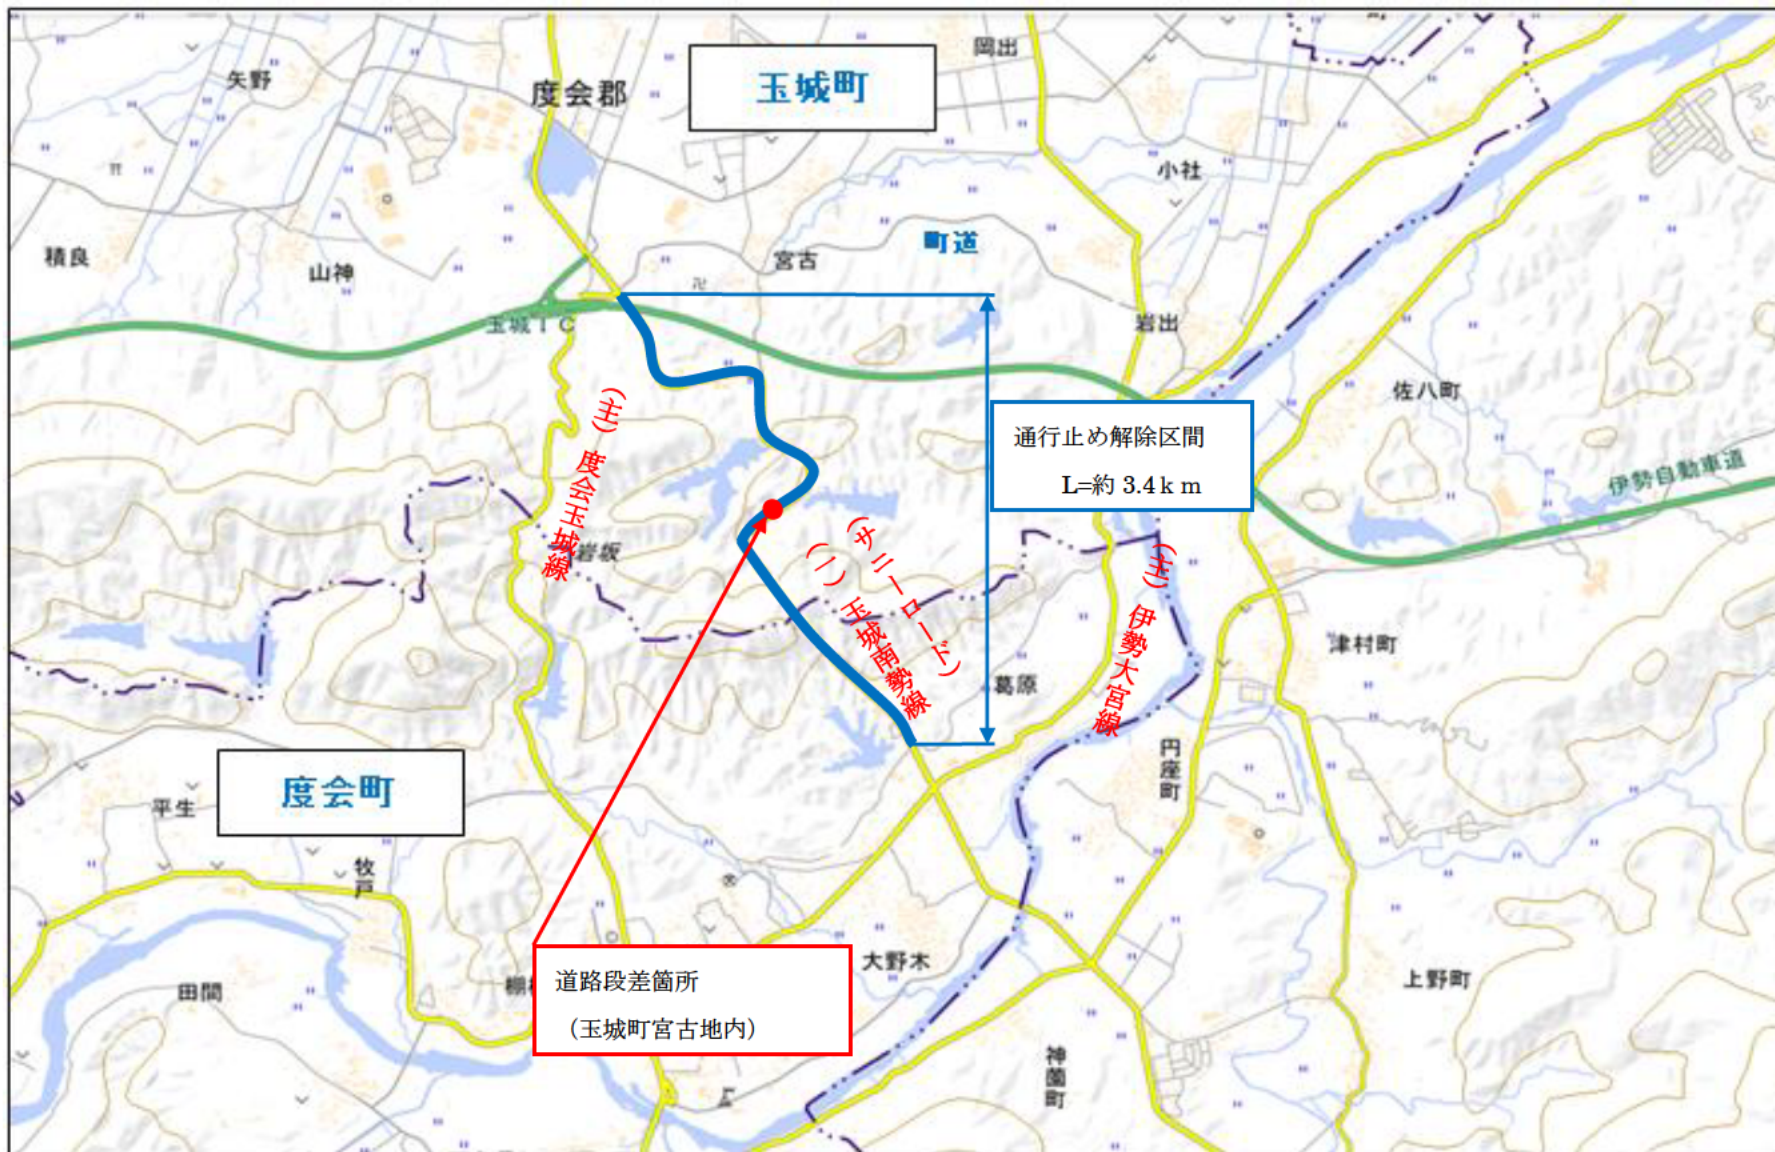 岡出
矢野
度会郡
玉城町
小社
積良
山神
宮古
町道
玉城IC
岩出
佐八町
通行止め解除区間
L=約 3.4 k m
伊勢自動車道
(主) 度会玉城線
岩坂
(サニーロード)
(一) 玉城南勢線
(主) 伊勢大宮線
津村町
葛原
円座町
度会町
平生
牧戸
大野木
上野町
田間
棚
道路段差箇所
(玉城町宮古地内)
神薗町